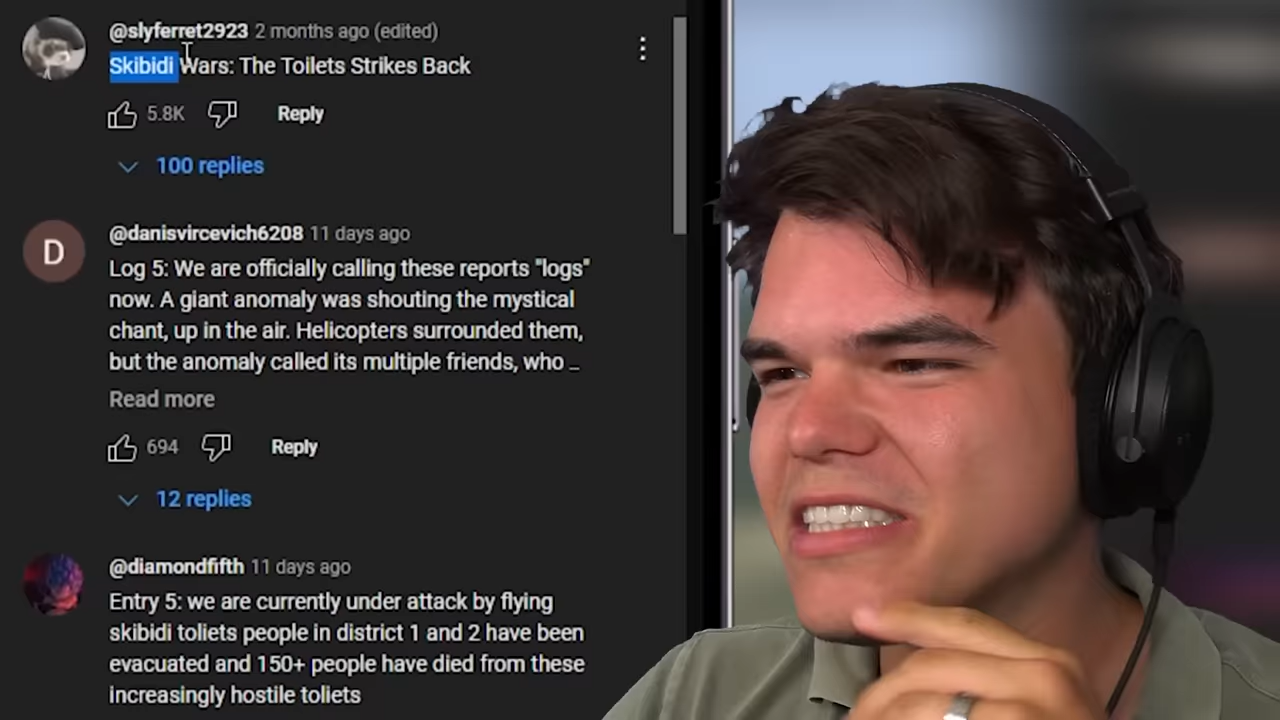 @slyferret2923 2 months ago (edited)
Skibidi Wars: The Toilets Strikes Back
5.8K Reply
100 replies
D
@danisvircevich6208 11 days ago
Log 5: We are officially calling these reports "logs"
now. A giant anomaly was shouting the mystical
chant, up in the air. Helicopters surrounded them,
but the anomaly called its multiple friends, who ..
Read more
694 Reply
12 replies
@diamondfifth 11 days ago
Entry 5: we are currently under attack by flying
skibidi toliets people in district 1 and 2 have been
evacuated and 150+ people have died from these
increasingly hostile toliets